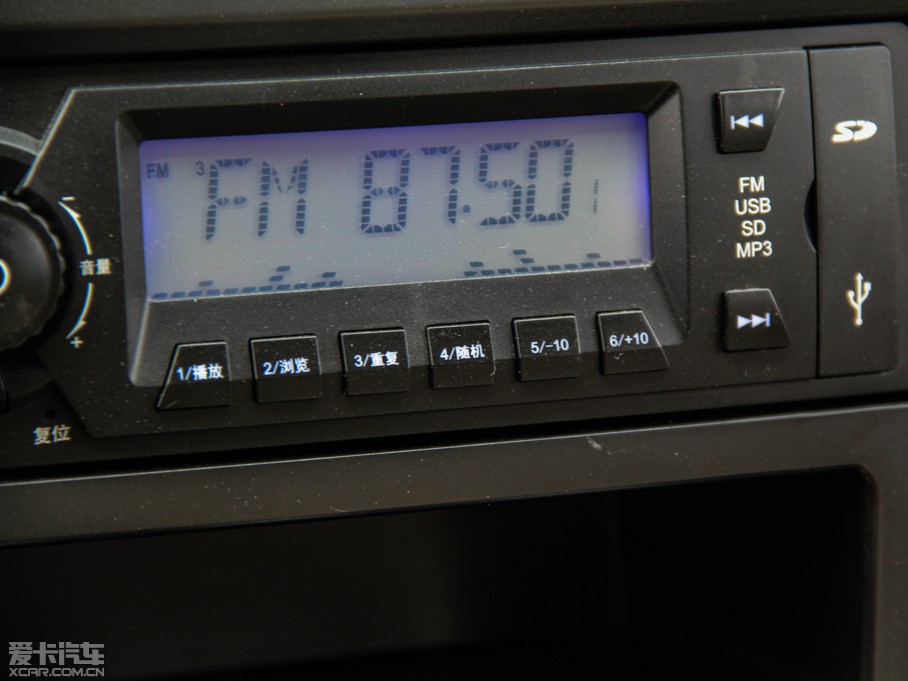 FM 3 FM 87.50
FM
USB
SD
MP3
SD
- 音量 +
1/播放 2/浏览 3/重复 4/随机 5/-10 6/+10
复位
爱卡汽车
XCAR.COM.CN